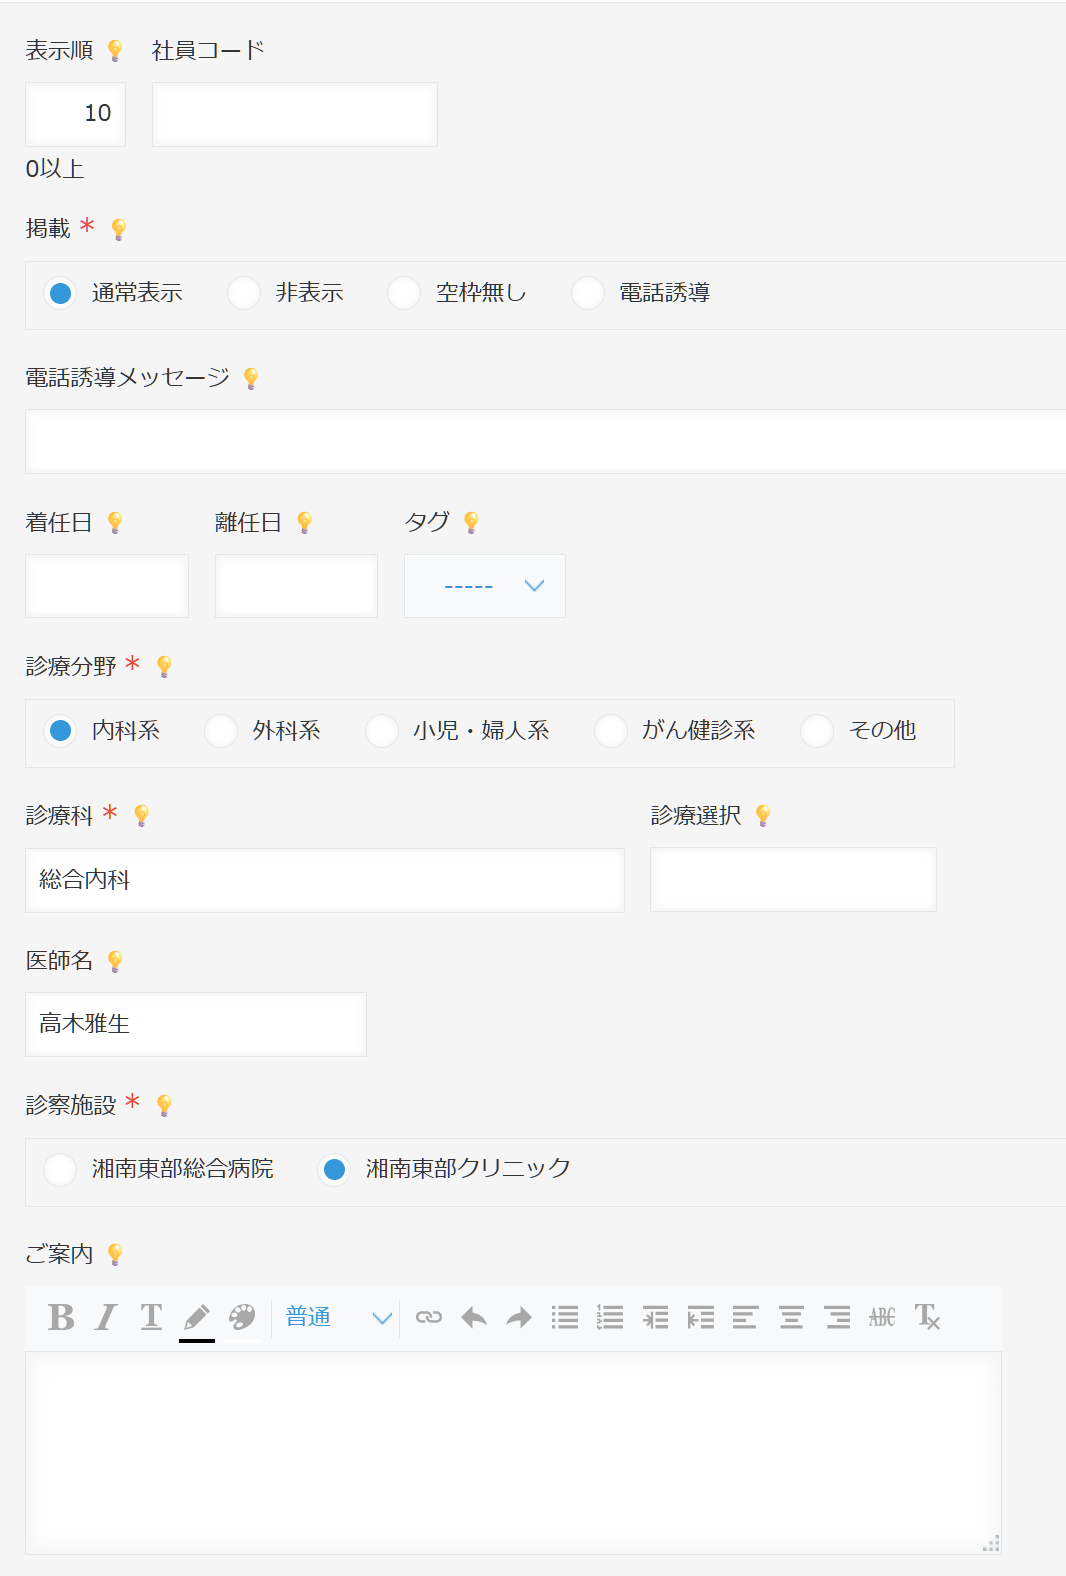 表示順 社員コード
10
0以上
掲載 *
通常表示 非表示 空枠無し 電話誘導
電話誘導メッセージ
着任日 離任日 タグ
-----
診療分野 *
内科系 外科系 小児・婦人系 がん健診系 その他
診療科 * 診療選択
総合内科
医師名
高木雅生
診察施設 *
湘南東部総合病院 湘南東部クリニック
ご案内
B I T 普通 ABC Tx